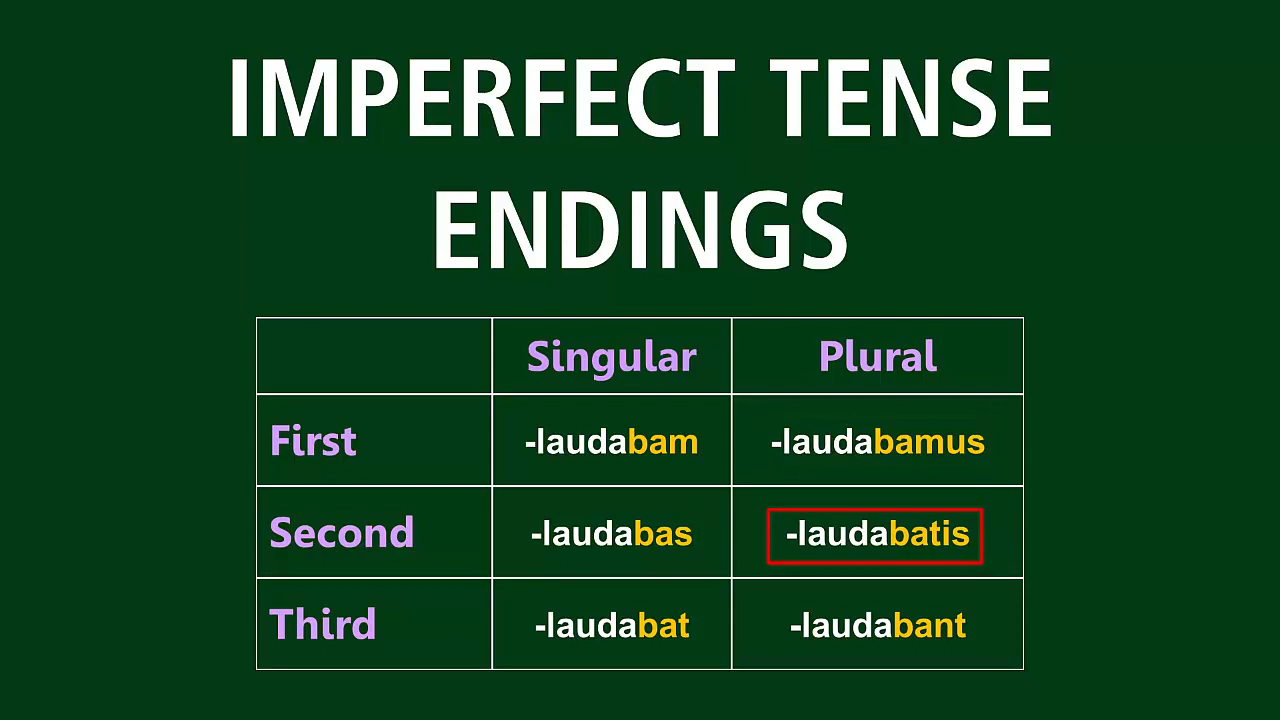 IMPERFECT TENSE
ENDINGS
Singular Plural
First -laudabam -laudabamus
Second -laudabas -laudabatis
Third -laudabat -laudabant